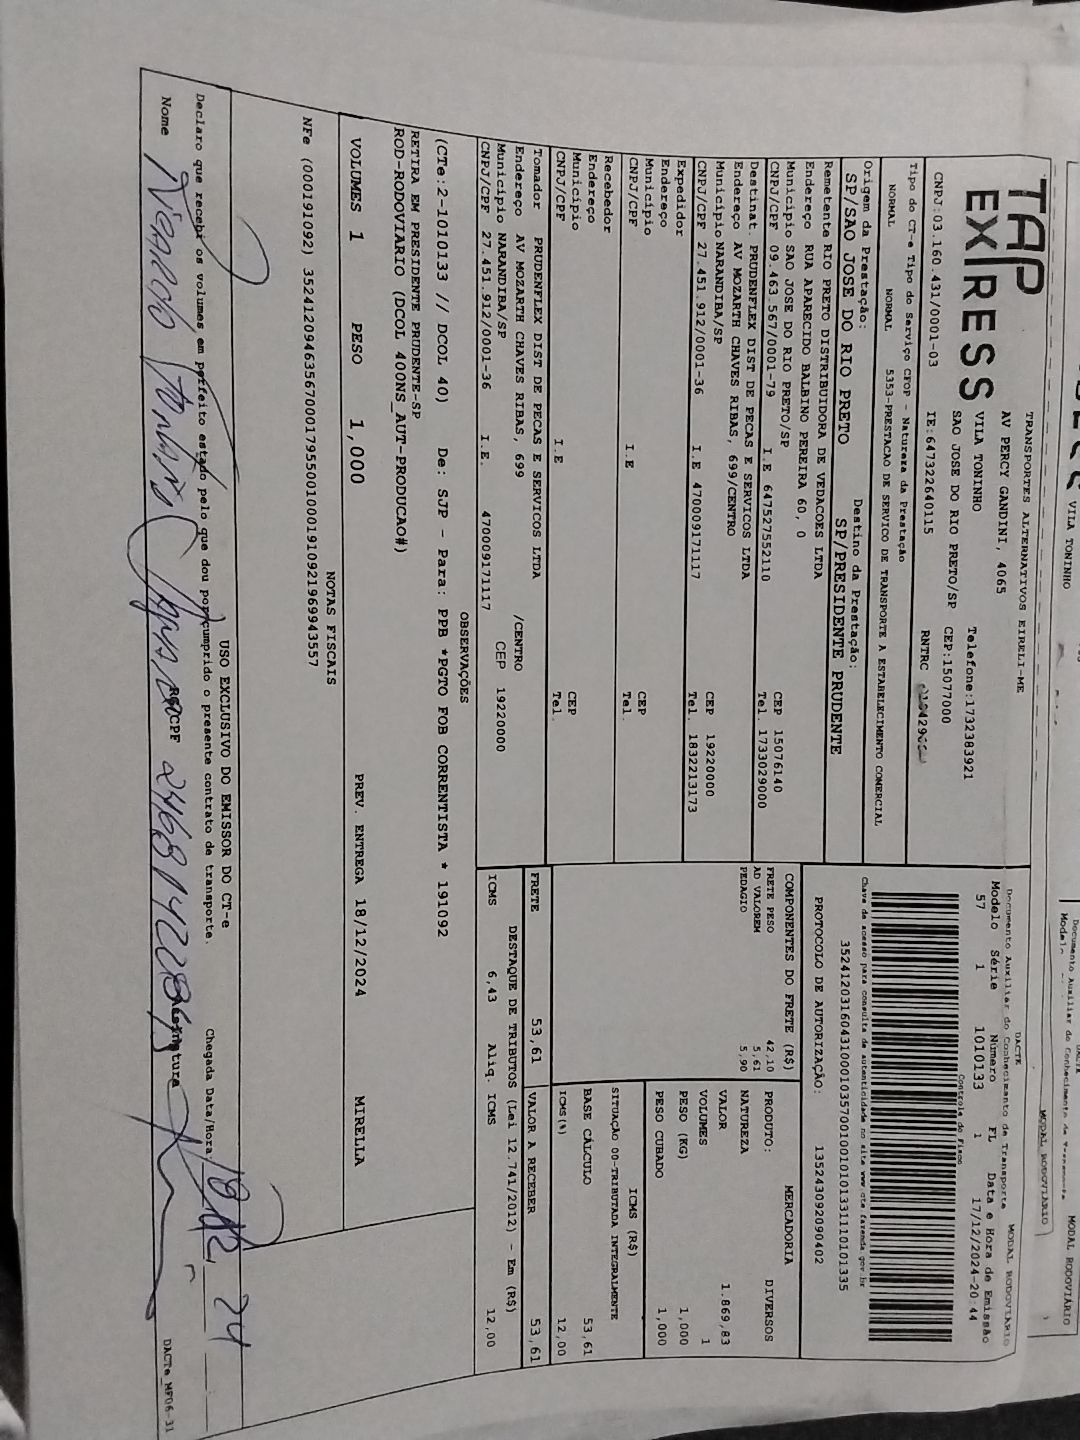 VILA TONINHO
MODAL RODOVIÁRIO
TAP EXPRESS
TRANSPORTES ALTERNATIVOS EIRELI-ME
AV PERCY GANDINI, 4065
VILA TONINHO Telefone:1732383921
SAO JOSE DO RIO PRETO/SP CEP:15077000
CNPJ:03.160.431/0001-03 IE:647322640115 RNTRC
Tipo do CT-e Tipo do Serviço CFOP - Natureza da Prestação
NORMAL NORMAL 5353-PRESTACAO DE SERVICO DE TRANSPORTE A ESTABELECIMENTO COMERCIAL
Origem da Prestação: Destino da Prestação:
SP/SAO JOSE DO RIO PRETO SP/PRESIDENTE PRUDENTE
Remetente RIO PRETO DISTRIBUIDORA DE VEDACOES LTDA
Endereço RUA APARECIDO BALBINO PEREIRA 60, 0
Municipio SAO JOSE DO RIO PRETO/SP CEP 15076140
CNPJ/CPF 09.463.567/0001-79 I.E 647527552110 Tel. 1733029000
Destinat. PRUDENFLEX DIST DE PECAS E SERVICOS LTDA
Endereço AV MOZARTH CHAVES RIBAS, 699/CENTRO
Municipio NARANDIBA/SP CEP 19220000
CNPJ/CPF 27.451.912/0001-36 I.E 470009171117 Tel. 1832213173
Expedidor
Endereço
Municipio CEP
CNPJ/CPF I.E Tel.
Recebedor
Endereço
Municipio CEP
CNPJ/CPF I.E Tel.
Tomador PRUDENFLEX DIST DE PECAS E SERVICOS LTDA
Endereço AV MOZARTH CHAVES RIBAS, 699 /CENTRO
Municipio NARANDIBA/SP CEP 19220000
CNPJ/CPF 27.451.912/0001-36 I.E. 470009171117
DACTE MODAL RODOVIARIO
Documento Auxiliar do Conhecimento de Transporte
Modelo Série Número FL Data e Hora de Emissão
57 1 1010133 1 17/12/2024-20:44
Controle do Fisco
Chave de acesso para consulta de autenticidade no site www.cte.fazenda.gov.br
PROTOCOLO DE AUTORIZAÇÃO: 135243092090402
COMPONENTES DO FRETE (R$)
FRETE PESO 42,10
AD VALOREM 5,61
PEDAGIO 5,90
MERCADORIA
PRODUTO: DIVERSOS
NATUREZA
VALOR 1.869,83
VOLUMES 1
PESO (KG) 1,000
PESO CUBADO 1,000
ICMS (R$)
SITUAÇÃO 00-TRIBUTADA INTEGRALMENTE
BASE CÁLCULO 53,61
ICMS(%) 12,00
FRETE 53,61 VALOR A RECEBER 53,61
DESTAQUE DE TRIBUTOS (Lei 12.741/2012) - Em (R$)
ICMS 6,43 Aliq. ICMS 12,00
OBSERVAÇÕES
(CTe:2-1010133 // DCOL 40) De: SJP - Para: PPB *PGTO FOB CORRENTISTA * 191092
RETIRA EM PRESIDENTE PRUDENTE-SP
ROD-RODOVIARIO (DCOL 400NS_AUT-PRODUCAO#)
VOLUMES 1 PESO 1,000 PREV. ENTREGA 18/12/2024 MIRELLA
NOTAS FISCAIS
NFe (000191092) 35241209463567000179550010001910921969943557
USO EXCLUSIVO DO EMISSOR DO CT-e
Declaro que recebi os volumes em perfeito estado pelo que dou por cumprido o presente contrato de transporte. Chegada Data/Hora
Nome RG/CPF Assinatura
DACTe_MF06-31